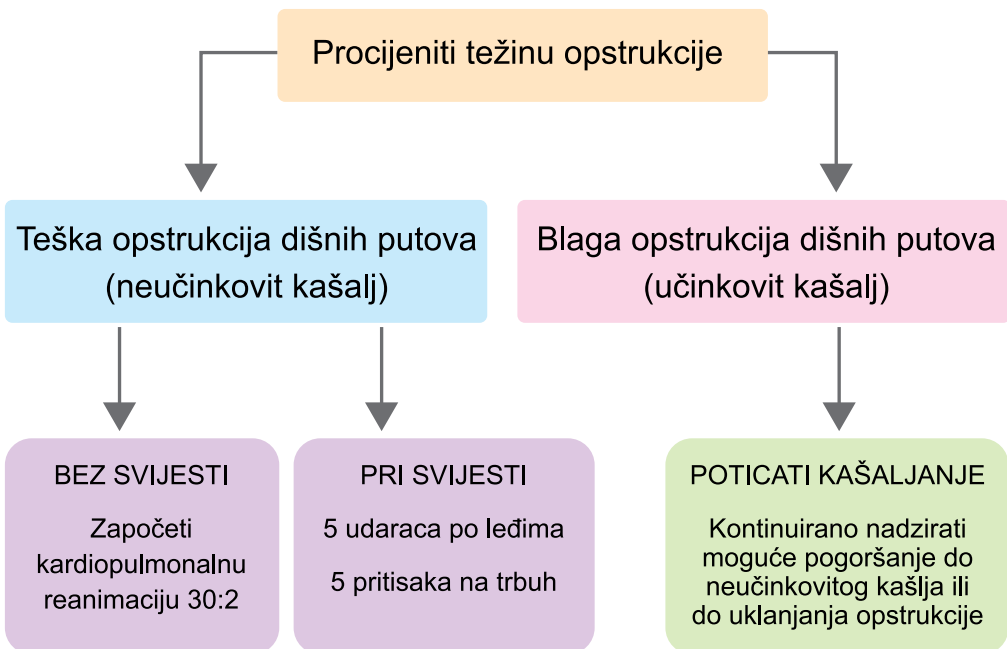 Procijeniti težinu opstrukcije
Teška opstrukcija dišnih putova
(neučinkovit kašalj)
Blaga opstrukcija dišnih putova
(učinkovit kašalj)
BEZ SVIJESTI
Započeti
kardiopulmonalnu
reanimaciju 30:2
PRI SVIJESTI
5 udaraca po leđima
5 pritisaka na trbuh
POTICATI KAŠALJANJE
Kontinuirano nadzirati
moguće pogoršanje do
neučinkovitog kašlja ili
do uklanjanja opstrukcije